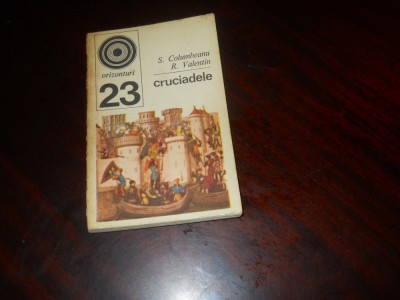 orizonturi
23
S. Columbeanu
R. Valentin
cruciadele